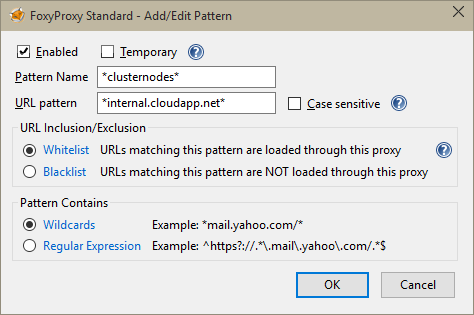 FoxyProxy Standard - Add/Edit Pattern
Enabled Temporary ?
Pattern Name *clusternodes*
URL pattern *internal.cloudapp.net* Case sensitive ?
URL Inclusion/Exclusion
Whitelist URLs matching this pattern are loaded through this proxy ?
Blacklist URLs matching this pattern are NOT loaded through this proxy
Pattern Contains
Wildcards Example: *mail.yahoo.com/*
Regular Expression Example: ^https?://.*\.mail\.yahoo\.com/.*$
OK Cancel